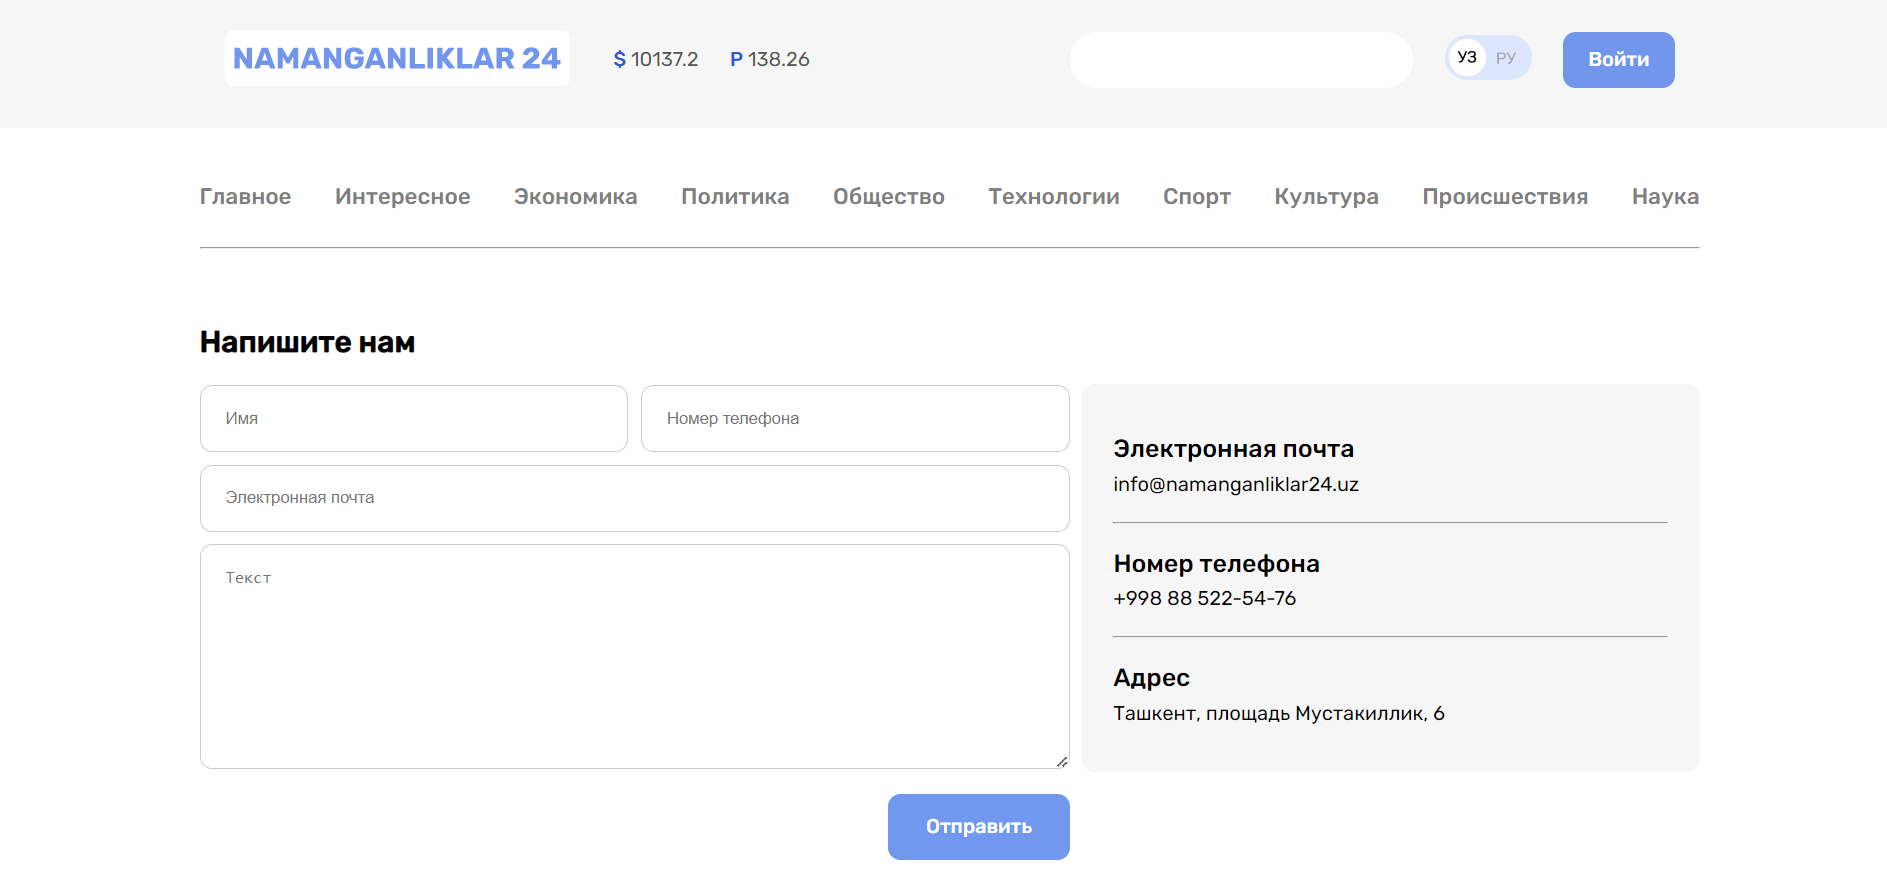 NAMANGANLIKLAR 24
$ 10137.2
P 138.26
УЗ РУ
Войти
Главное Интересное Экономика Политика Общество Технологии Спорт Культура Происшествия Наука
Напишите нам
Имя
Номер телефона
Электронная почта
Текст
Отправить
Электронная почта
info@namanganliklar24.uz
Номер телефона
+998 88 522-54-76
Адрес
Ташкент, площадь Мустакиллик, 6